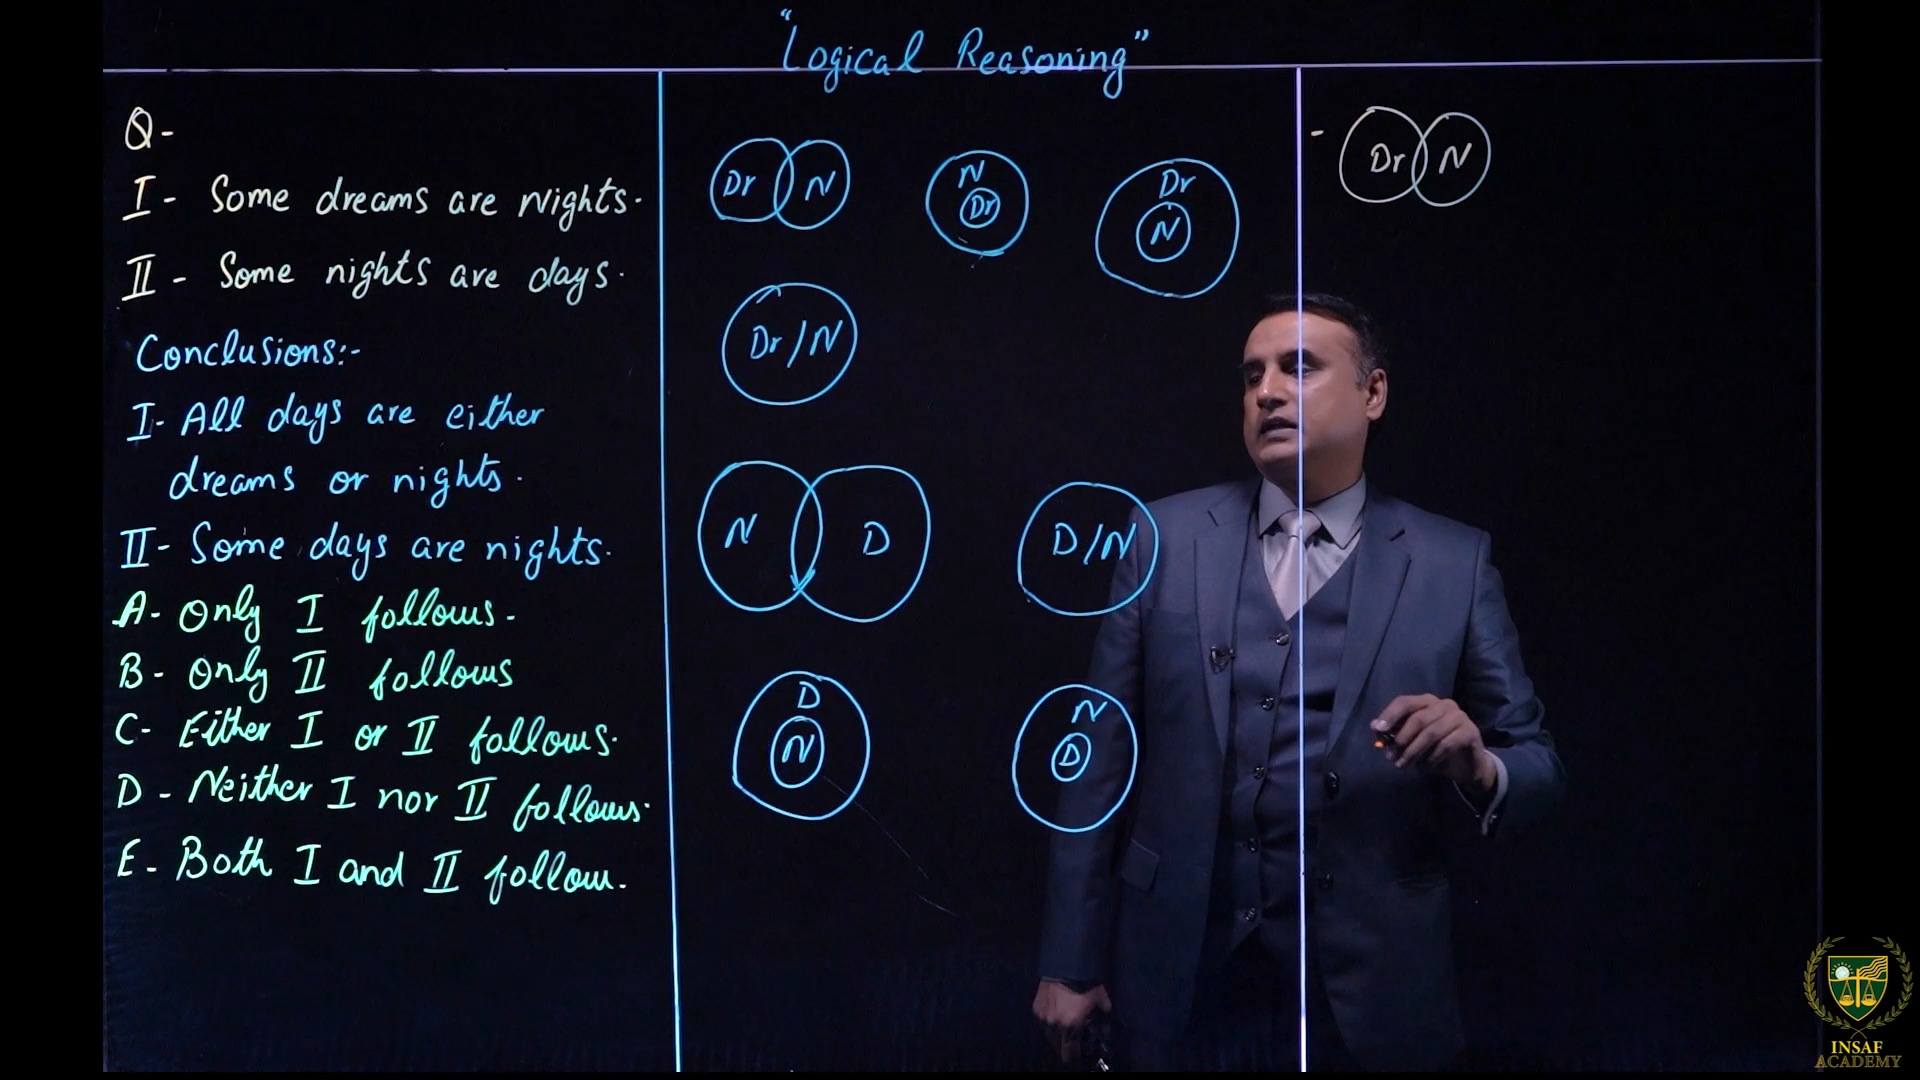 "Logical Reasoning"
Q-
I - Some dreams are Nights.
II - Some nights are days.
Conclusions:-
I- All days are either
dreams or nights.
II- Some days are nights.
A- Only I follows.
B- Only II follows
C- Either I or II follows.
D- Neither I nor II follows.
E- Both I and II follow.
Dr N
N
Dr
Dr
N
Dr/N
N D
D/N
D
N
N
D
- Dr N
INSAF
ACADEMY